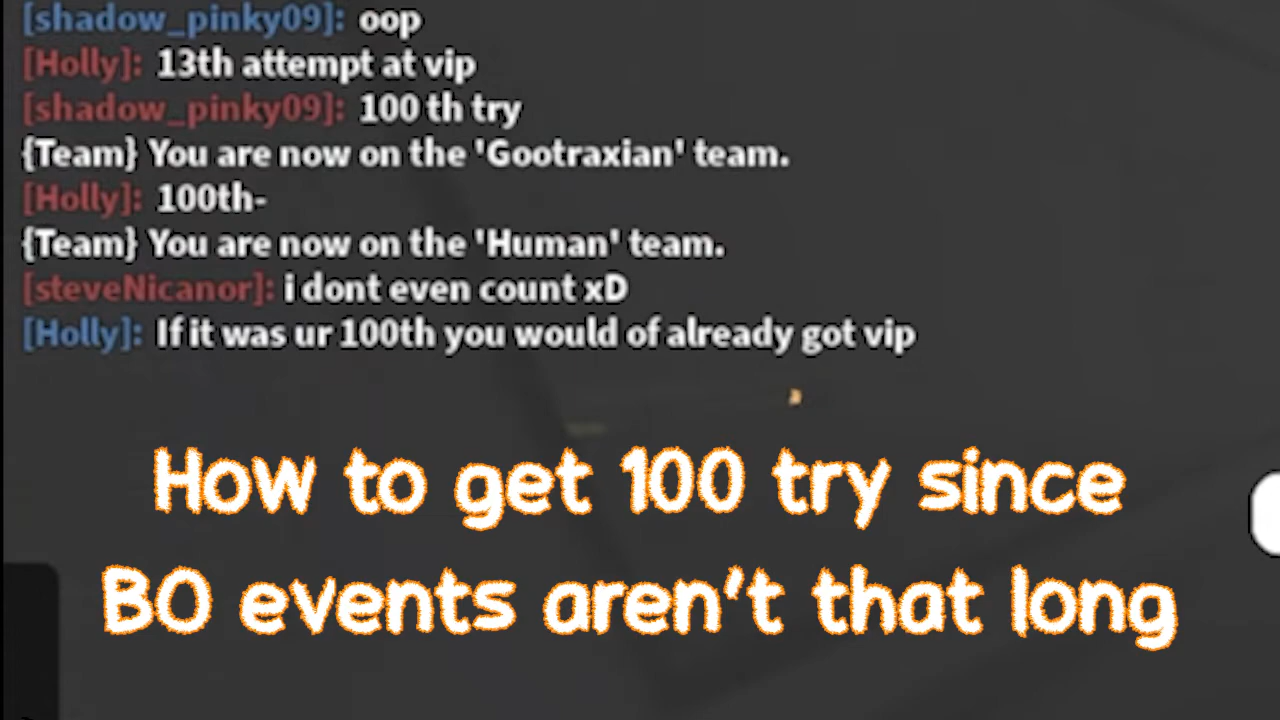 [shadow_pinky09]: oop
[Holly]: 13th attempt at vip
[shadow_pinky09]: 100 th try
{Team} You are now on the 'Gootraxian' team.
[Holly]: 100th-
{Team} You are now on the 'Human' team.
[steveNicanor]: i dont even count xD
[Holly]: If it was ur 100th you would of already got vip
How to get 100 try since
BO events aren't that long